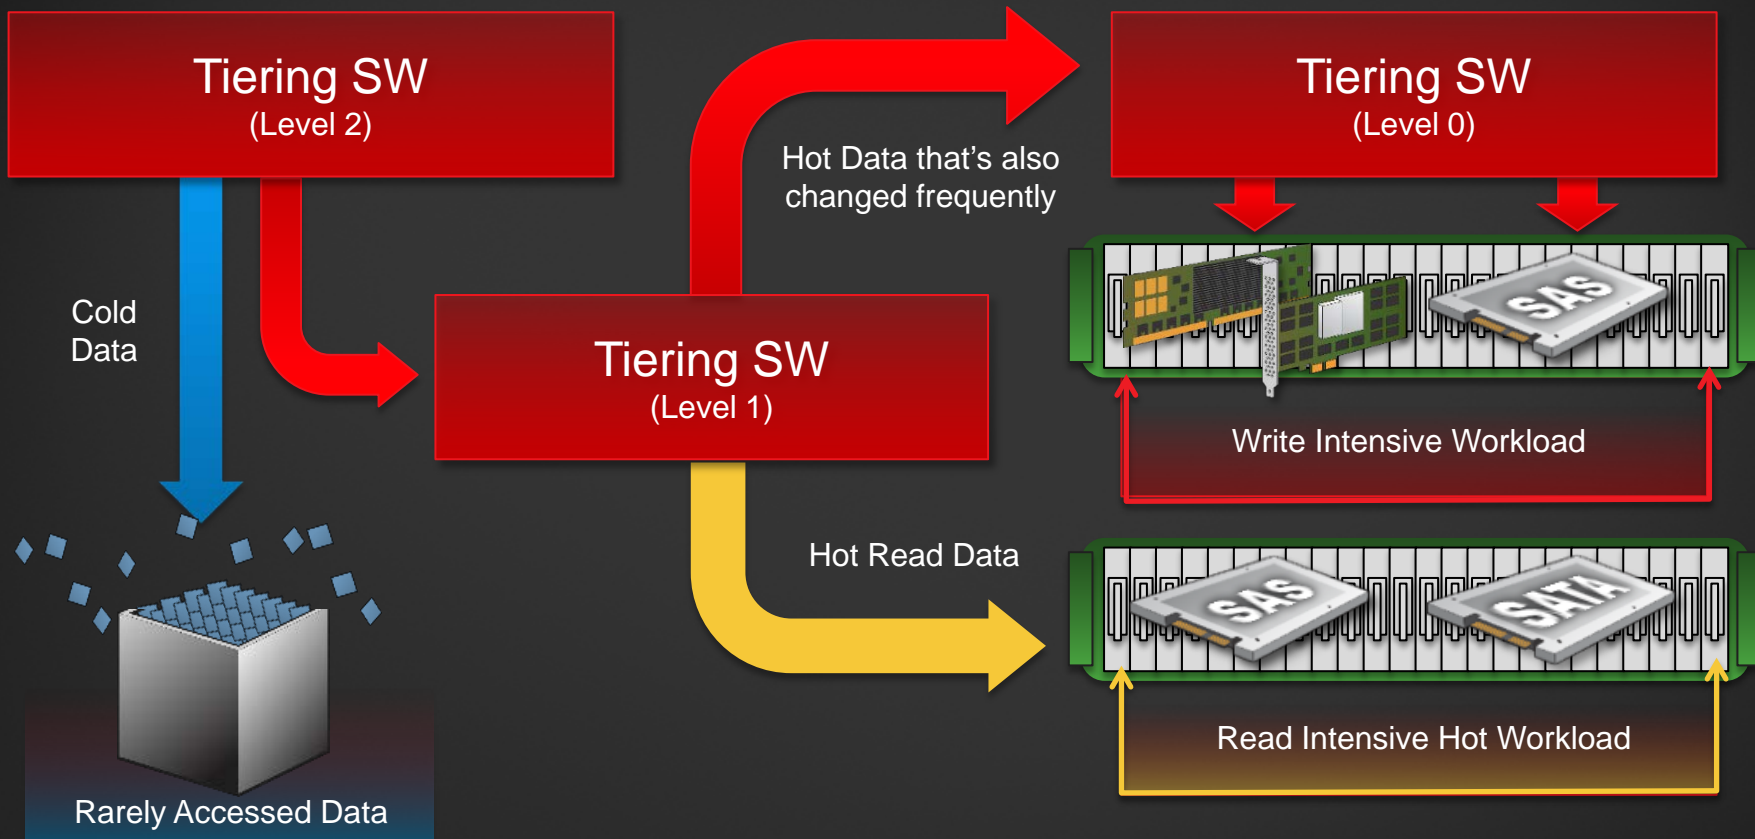 Tiering SW
(Level 2)
Tiering SW
(Level 0)
Hot Data that’s also
changed frequently
Cold
Data
SAS
Tiering SW
(Level 1)
Write Intensive Workload
Hot Read Data
SAS
SATA
Read Intensive Hot Workload
Rarely Accessed Data